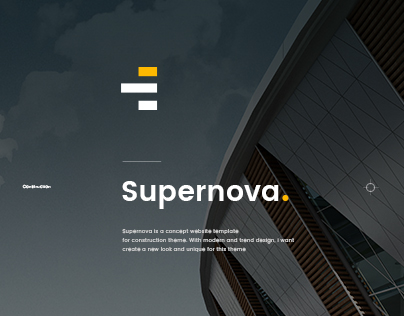 Supernova.
Construction
Supernova is a concept website template
for construction theme. With modern and trend design, I want
create a new look and unique for this theme